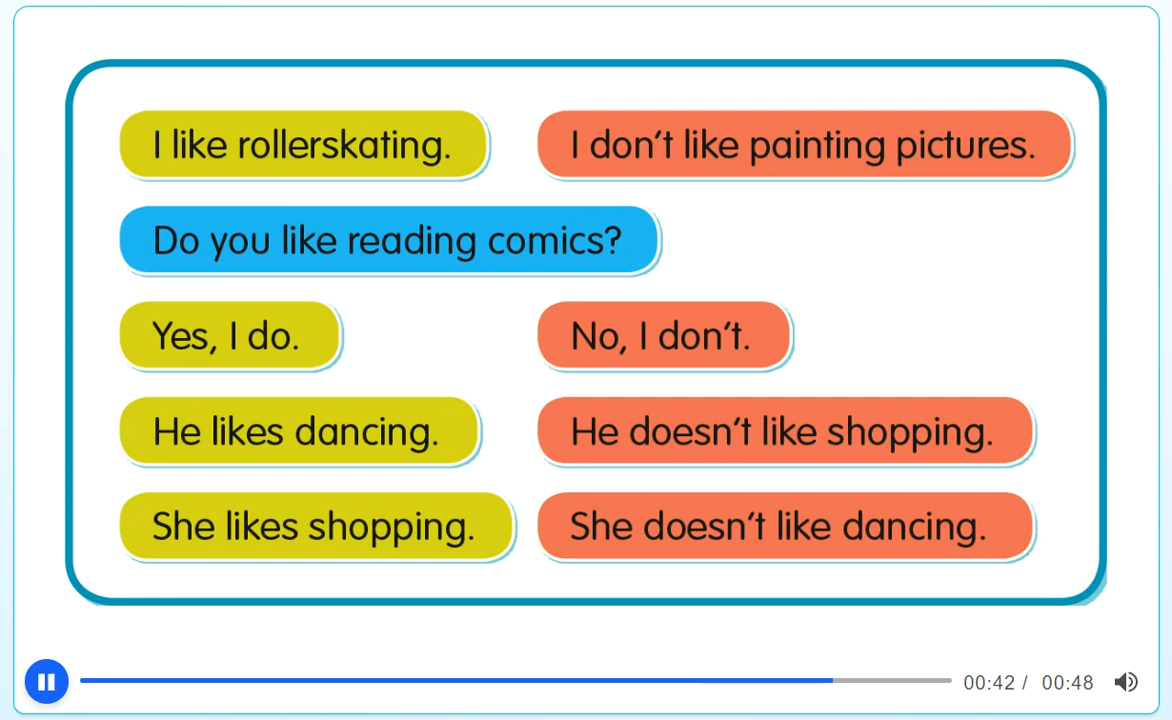 I like rollerskating. I don't like painting pictures.
Do you like reading comics?
Yes, I do. No, I don't.
He likes dancing. He doesn't like shopping.
She likes shopping. She doesn't like dancing.
00:42 / 00:48